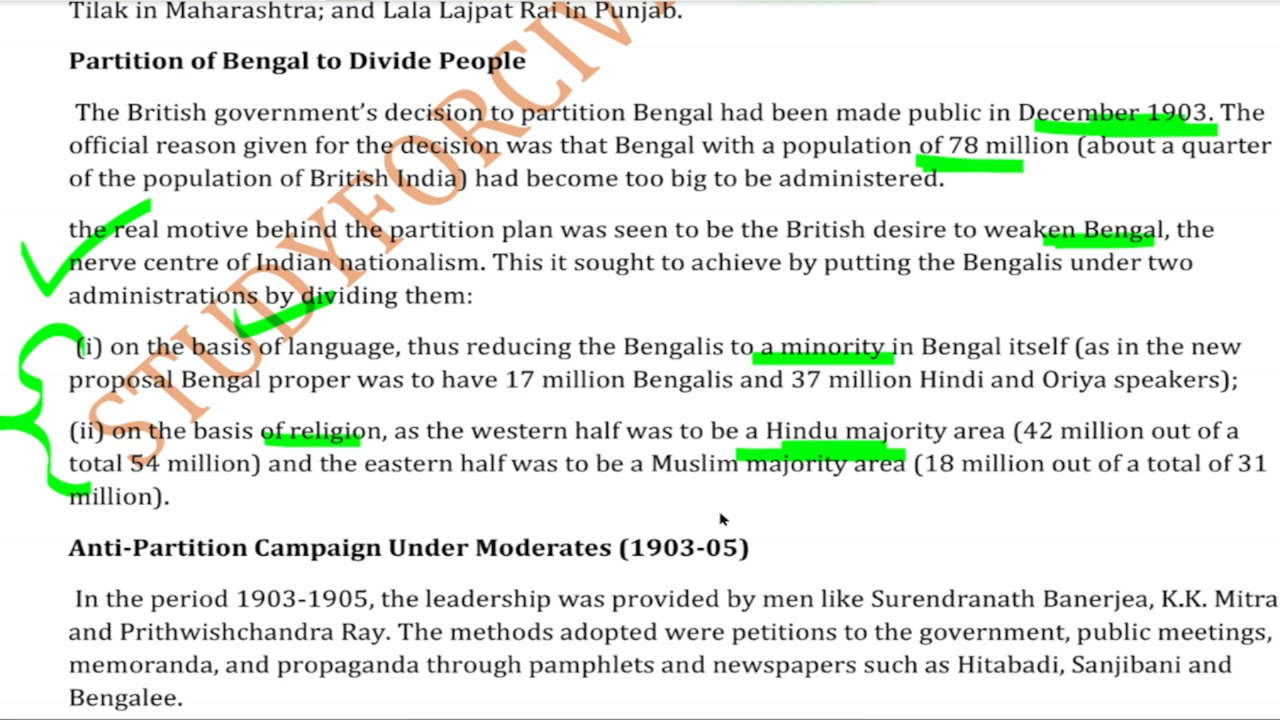 Tilak in Maharashtra; and Lala Lajpat Rai in Punjab.
Partition of Bengal to Divide People
The British government’s decision to partition Bengal had been made public in December 1903. The
official reason given for the decision was that Bengal with a population of 78 million (about a quarter
of the population of British India) had become too big to be administered.
the real motive behind the partition plan was seen to be the British desire to weaken Bengal, the
nerve centre of Indian nationalism. This it sought to achieve by putting the Bengalis under two
administrations by dividing them:
(i) on the basis of language, thus reducing the Bengalis to a minority in Bengal itself (as in the new
proposal Bengal proper was to have 17 million Bengalis and 37 million Hindi and Oriya speakers);
(ii) on the basis of religion, as the western half was to be a Hindu majority area (42 million out of a
total 54 million) and the eastern half was to be a Muslim majority area (18 million out of a total of 31
million).
Anti-Partition Campaign Under Moderates (1903-05)
In the period 1903-1905, the leadership was provided by men like Surendranath Banerjea, K.K. Mitra
and Prithwishchandra Ray. The methods adopted were petitions to the government, public meetings,
memoranda, and propaganda through pamphlets and newspapers such as Hitabadi, Sanjibani and
Bengalee.
STUDYFORCIV